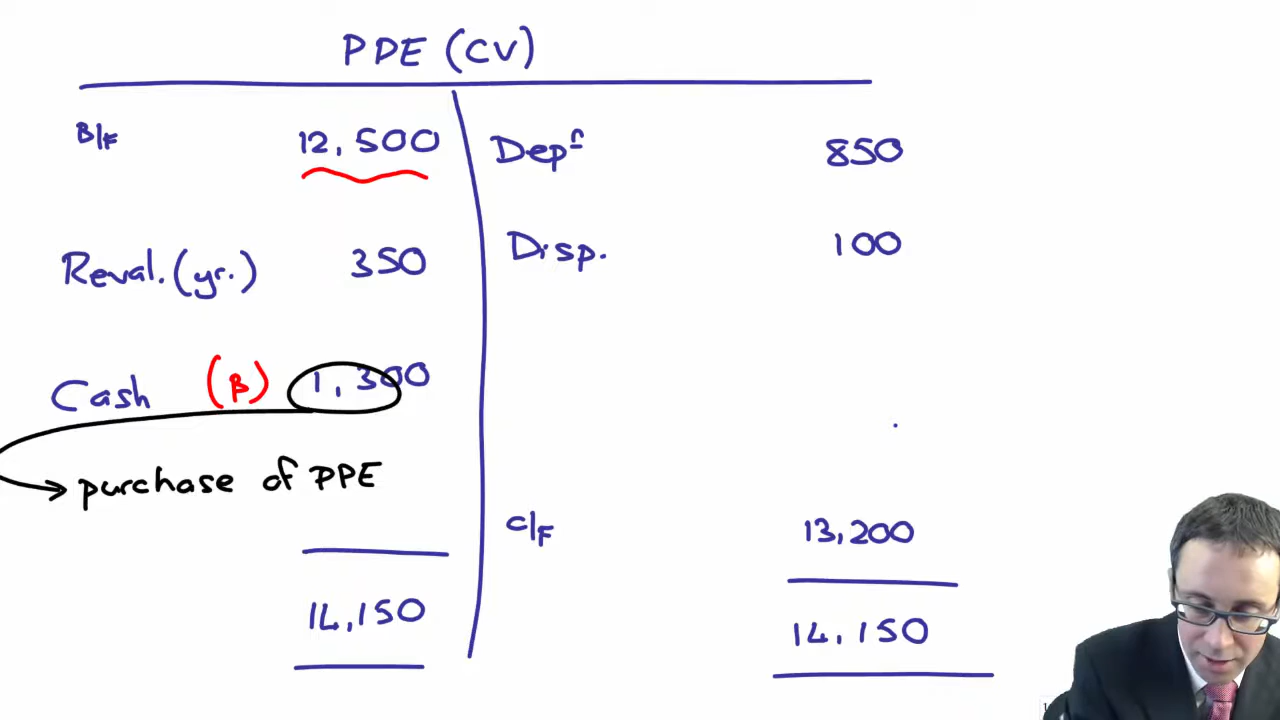 PPE (CV)
B/F 12,500
Reval. (yr.) 350
Cash (B) 1,300
purchase of PPE
14,150
Depⁿ 850
Disp. 100
C/F 13,200
14,150